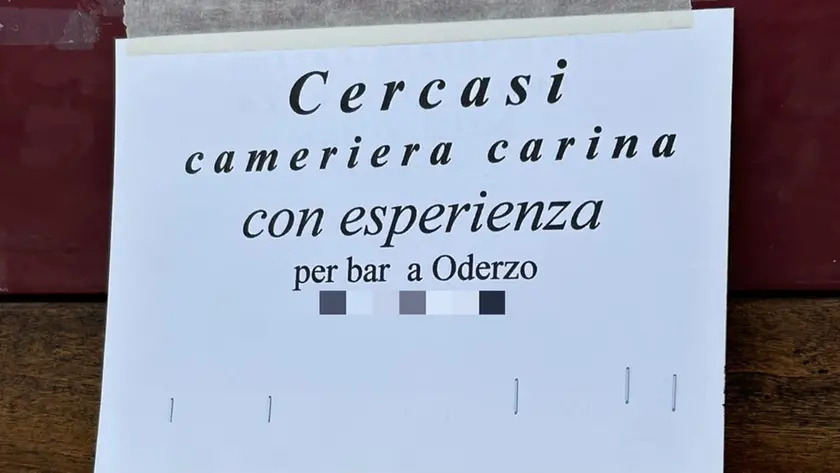 Cercasi
cameriera carina
con esperienza
per bar a Oderzo